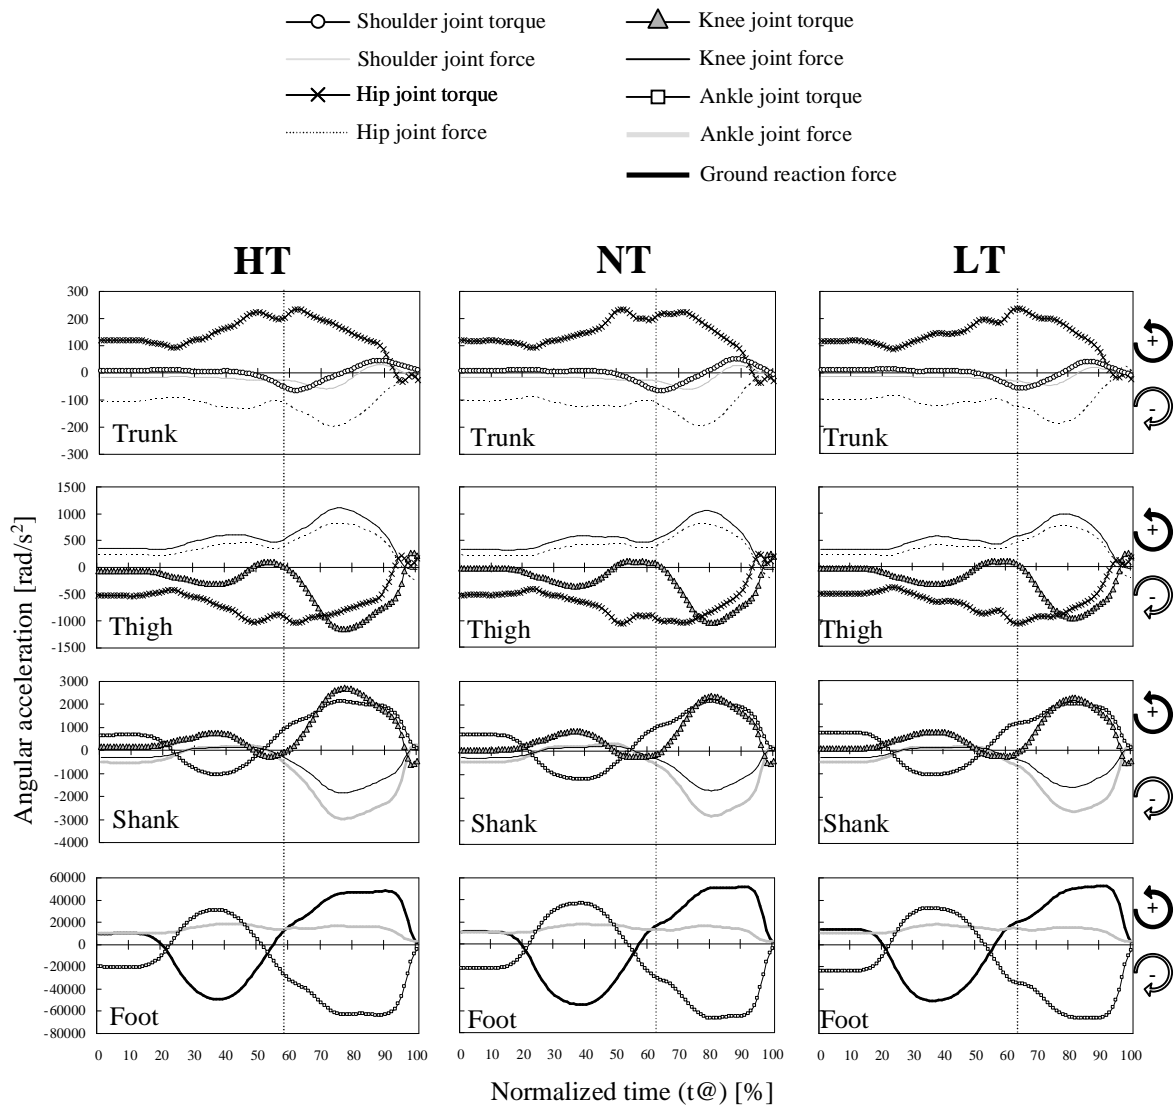 Shoulder joint torque
Shoulder joint force
Hip joint torque
Hip joint force
Knee joint torque
Knee joint force
Ankle joint torque
Ankle joint force
Ground reaction force
HT NT LT
Angular acceleration [rad/s²]
300
200
100
0
-100
-200
-300
Trunk Trunk Trunk
+
-
1500
1000
500
0
-500
-1000
-1500
Thigh Thigh Thigh
+
-
3000
2000
1000
0
-1000
-2000
-3000
-4000
Shank Shank Shank
+
-
60000
40000
20000
0
-20000
-40000
-60000
-80000
Foot Foot Foot
+
-
0 10 20 30 40 50 60 70 80 90 100 0 10 20 30 40 50 60 70 80 90 100 0 10 20 30 40 50 60 70 80 90 100
Normalized time (t@) [%]